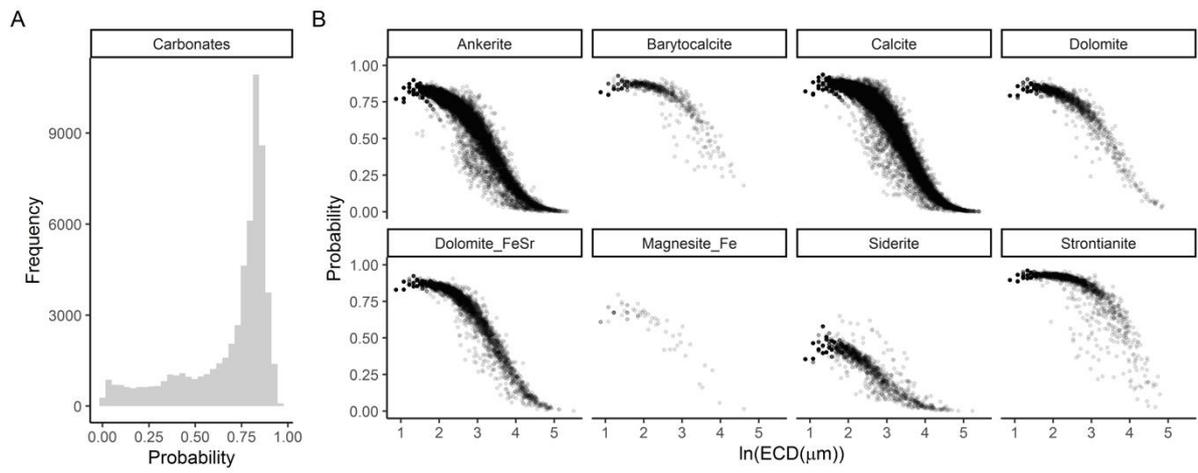 A
B
Carbonates
Ankerite
Barytocalcite
Calcite
Dolomite
9000
6000
3000
0
Frequency
0.00 0.25 0.50 0.75 1.00
Probability
1.00
0.75
0.50
0.25
0.00
Probability
Dolomite_FeSr
Magnesite_Fe
Siderite
Strontianite
1.00
0.75
0.50
0.25
0.00
1 2 3 4 5
1 2 3 4 5
1 2 3 4 5
1 2 3 4 5
ln(ECD(μm))